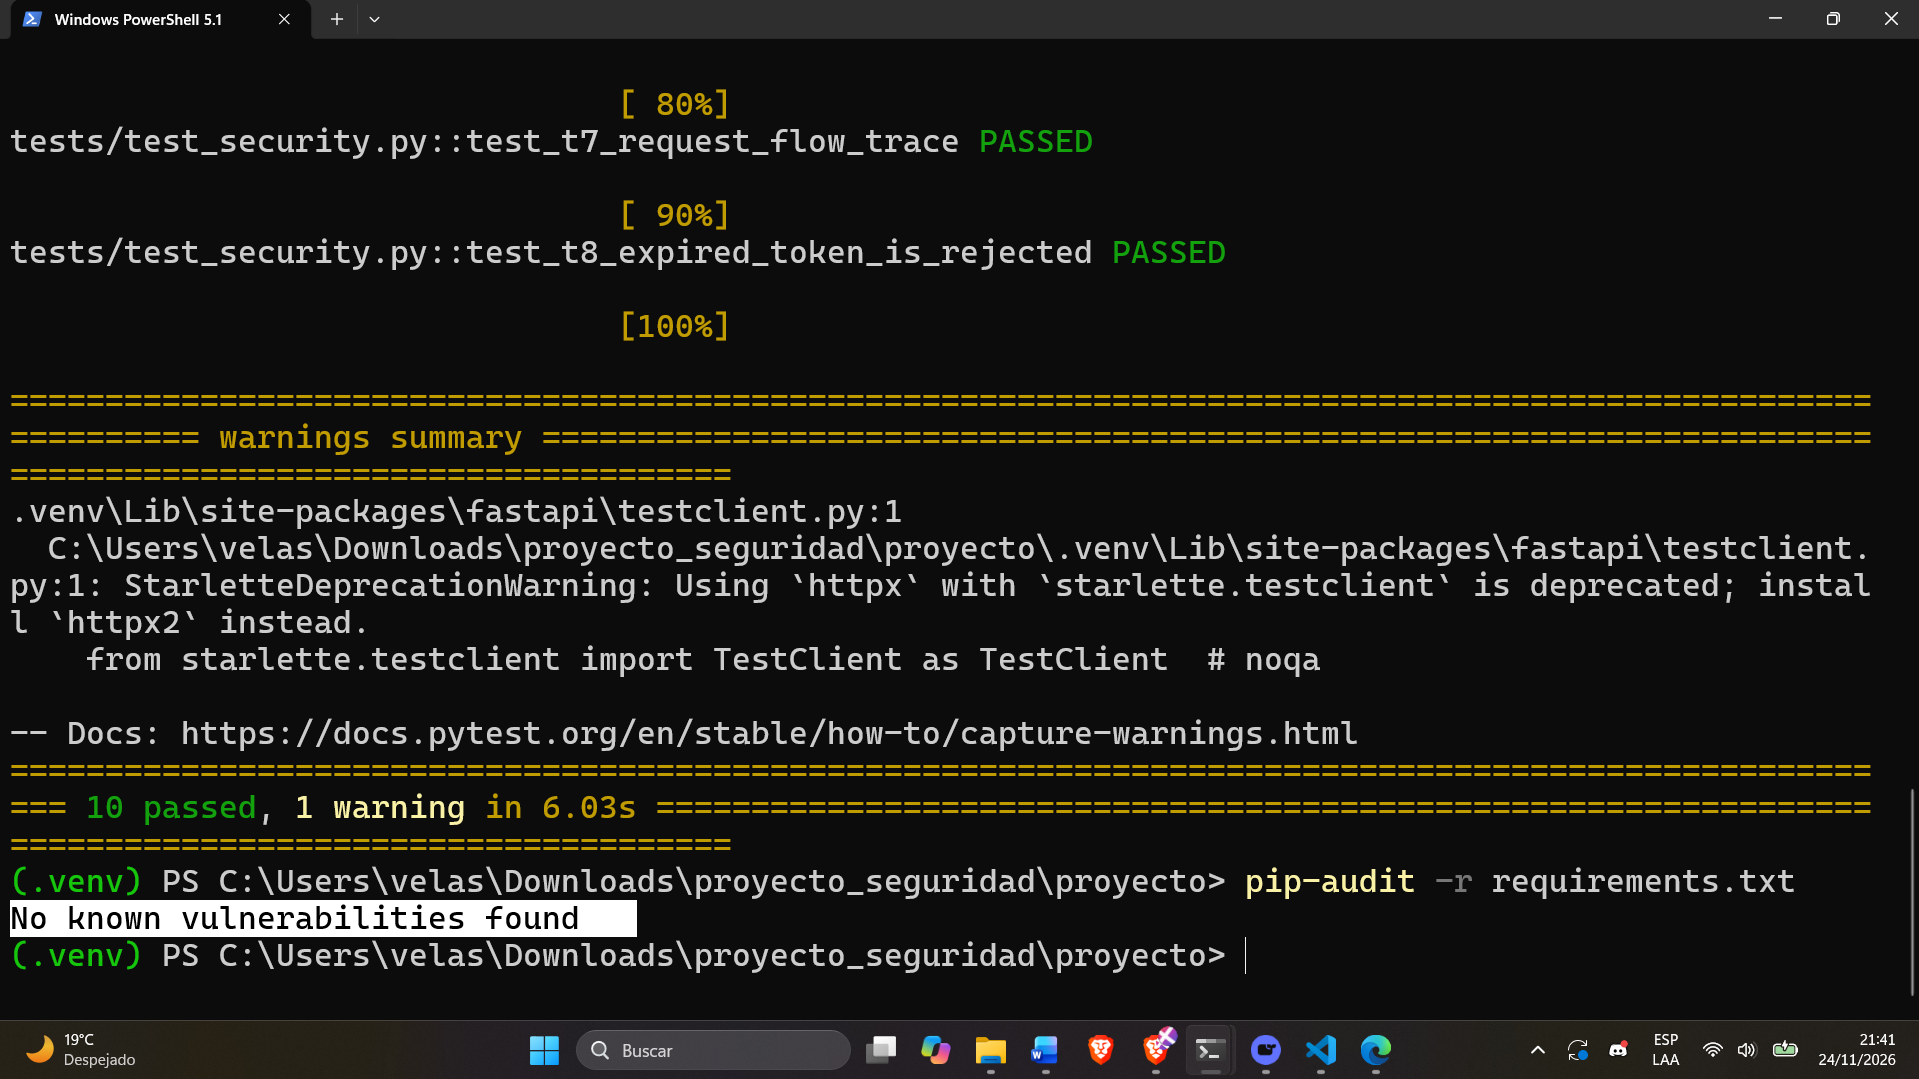 Windows PowerShell 5.1
[ 80%]
tests/test_security.py::test_t7_request_flow_trace PASSED
[ 90%]
tests/test_security.py::test_t8_expired_token_is_rejected PASSED
[100%]
==================================================================================================
========== warnings summary ======================================================================
======================================
.venv\Lib\site-packages\fastapi\testclient.py:1
C:\Users\velas\Downloads\proyecto_seguridad\proyecto\.venv\Lib\site-packages\fastapi\testclient.
py:1: StarletteDeprecationWarning: Using `httpx` with `starlette.testclient` is deprecated; instal
l `httpx2` instead.
from starlette.testclient import TestClient as TestClient  # noqa
-- Docs: https://docs.pytest.org/en/stable/how-to/capture-warnings.html
==================================================================================================
=== 10 passed, 1 warning in 6.03s ================================================================
======================================
(.venv) PS C:\Users\velas\Downloads\proyecto_seguridad\proyecto> pip-audit -r requirements.txt
No known vulnerabilities found
(.venv) PS C:\Users\velas\Downloads\proyecto_seguridad\proyecto>
19°C
Despejado
Buscar
ESP
LAA
21:41
24/11/2026